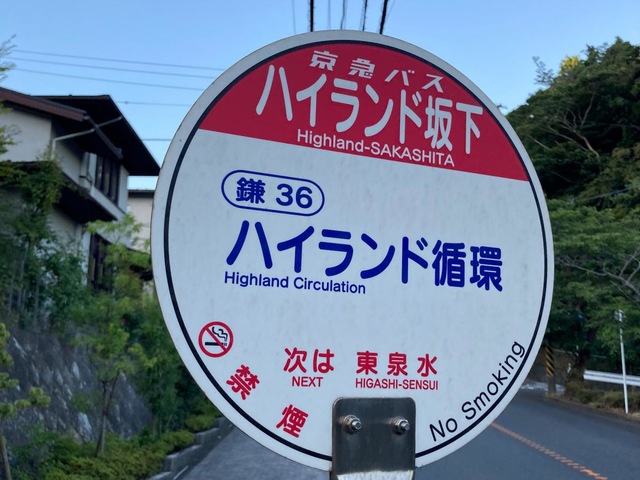 京急バス
ハイランド坂下
Highland-SAKASHITA
鎌 36
ハイランド循環
Highland Circulation
次は 東泉水
NEXT HIGASHI-SENSUI
禁煙
No Smoking